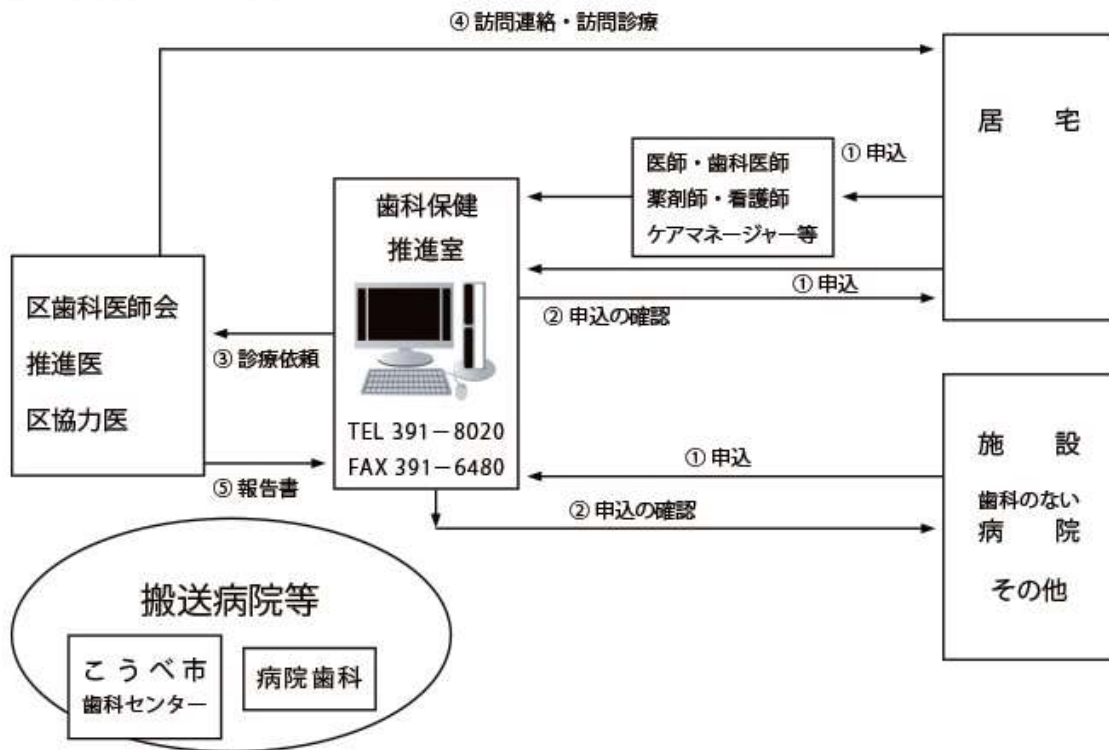 ④ 訪問連絡・訪問診療
居　　宅
① 申込
医師・歯科医師
薬剤師・看護師
ケアマネージャー等
歯科保健
推進室
① 申込
② 申込の確認
区歯科医師会
推進医
区協力医
③ 診療依頼
TEL 391－8020
FAX 391－6480
⑤ 報告書
① 申込
② 申込の確認
施　　設
歯科のない
病　　院
その他
搬送病院等
こ う べ 市
歯科センター
病院歯科